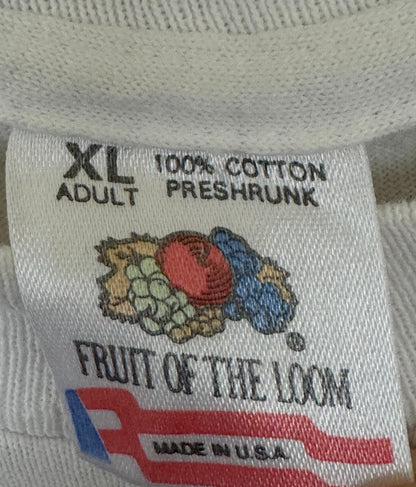 XL 100% COTTON
ADULT PRESHRUNK
®
FRUIT OF THE LOOM
MADE IN U.S.A.